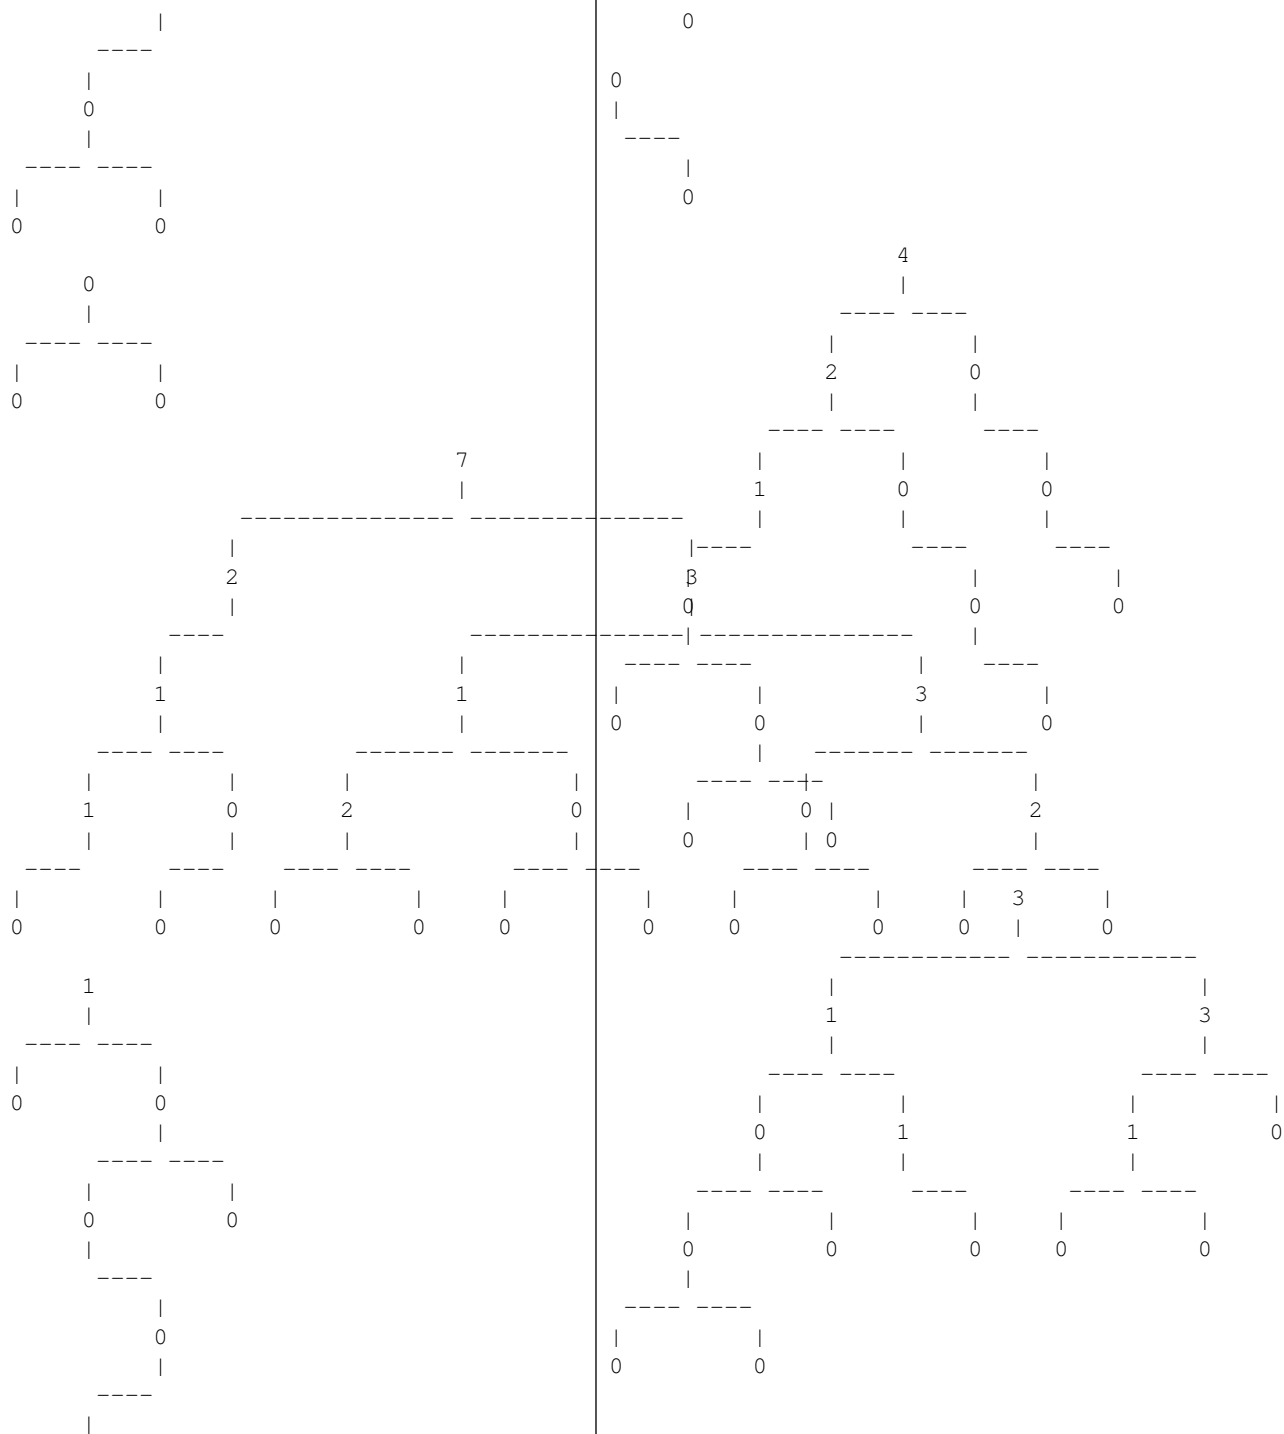 | 0
----
| 0
0 |
| ----
---- ---- |
| | 0
0 0
4
0 |
| ---- ----
---- ---- | |
| | 2 0
0 0 | |
---- ---- ----
7 | | |
| 1 0 0
--------------- --------------- | | |
| |---- ---- ----
2 3 | |
| 0 0 0
---- ---------------|--------------- |
| | ---- ---- | ----
1 1 | | 3 |
| | 0 0 | 0
---- ---- ------- ------- | ------- -------
| | | | ---- ---- | |
1 0 2 0 | 0 | 2
| | | | 0 | 0 |
---- ---- ---- ---- ---- ---- ---- ---- ---- ----
| | | | | | | | | 3 |
0 0 0 0 0 0 0 0 0 | 0
------------ ------------
1 | |
| 1 3
---- ---- | |
| | ---- ---- ---- ----
0 0 | | | |
| 0 1 1 0
---- ---- | | |
| | ---- ---- ---- ---- ----
0 0 | | | | |
| 0 0 0 0 0
---- |
| ---- ----
0 | |
| 0 0
----
|